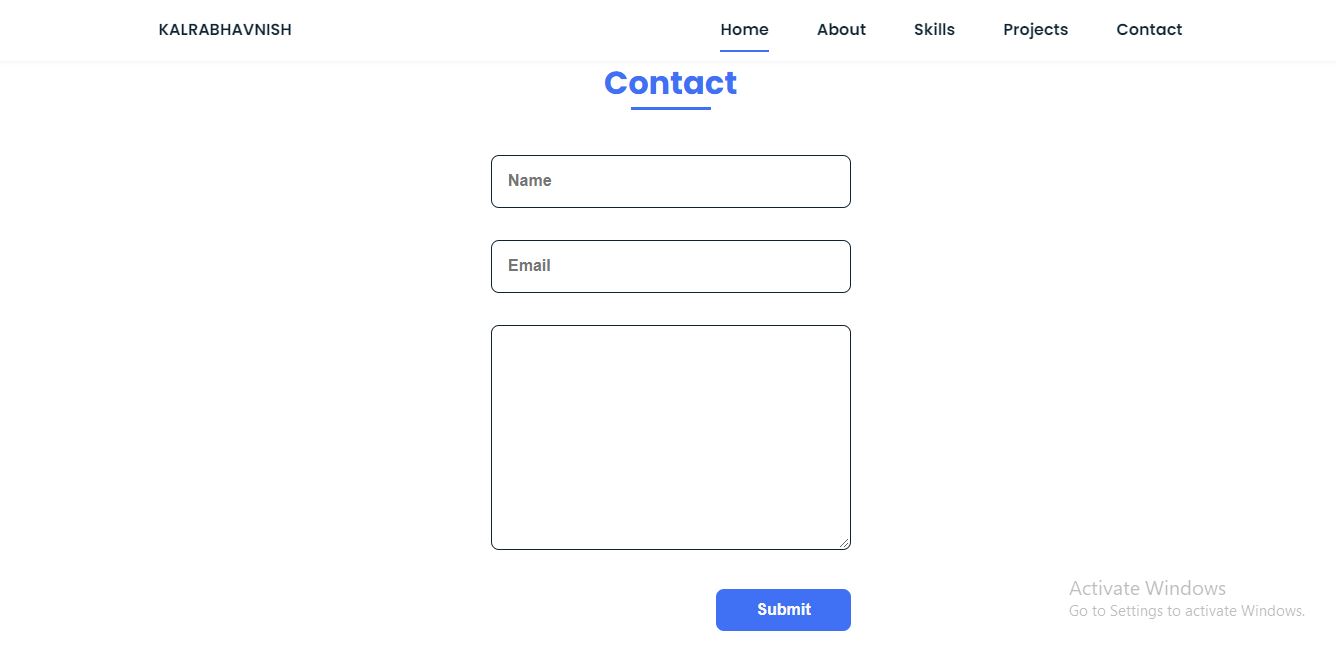 KALRABHAVNISH Home About Skills Projects Contact
Contact
Name
Email
Submit
Activate Windows
Go to Settings to activate Windows.